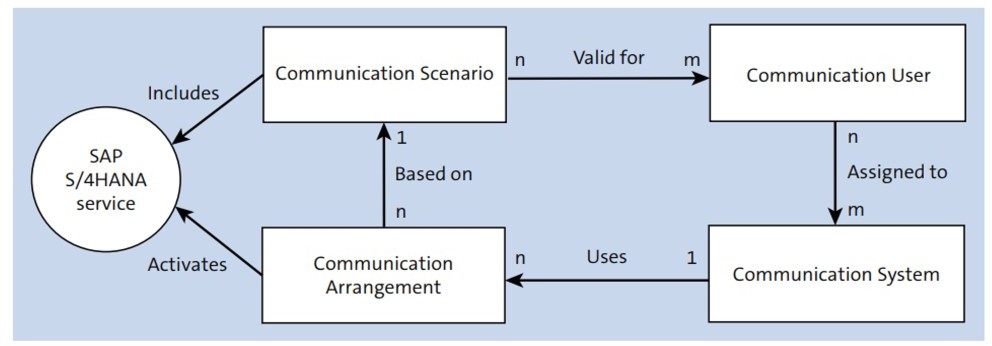 Communication Scenario
n
Valid for
m
Communication User
Includes
SAP
S/4HANA
service
1
Based on
n
n
Assigned to
m
Activates
Communication
Arrangement
n
Uses
1
Communication System